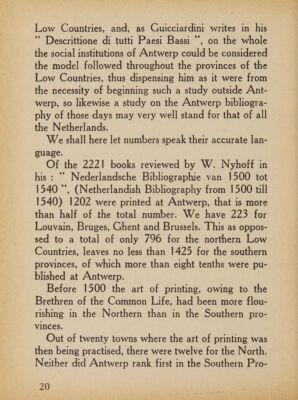 Low Countries, and, as Guicciardini writes in his
" Descrittione di tutti Paesi Bassi ", on the whole
the social institutions of Antwerp could be considered
the model followed throughout the provinces of the
Low Countries, thus dispensing him as it were from
the necessity of beginning such a study outside Ant-
werp, so likewise a study on the Antwerp bibliogra-
phy of those days may very well stand for that of all
the Netherlands.
We shall here let numbers speak their accurate lan-
guage.
Of the 2221 books reviewed by W. Nyhoff in
his : " Nederlandsche Bibliographie van 1500 tot
1540 ", (Netherlandish Bibliography from 1500 till
1540) 1202 were printed at Antwerp, that is more
than half of the total number. We have 223 for
Louvain, Bruges, Ghent and Brussels. This as oppos-
sed to a total of only 796 for the northern Low
Countries, leaves no less than 1425 for the southern
provinces, of which more than eight tenths were pu-
blished at Antwerp.
Before 1500 the art of printing, owing to the
Brethren of the Common Life, had been more flou-
rishing in the Northern than in the Southern pro-
vinces.
Out of twenty towns where the art of printing was
then being practised, there were twelve for the North.
Neither did Antwerp rank first in the Southern Pro-
20